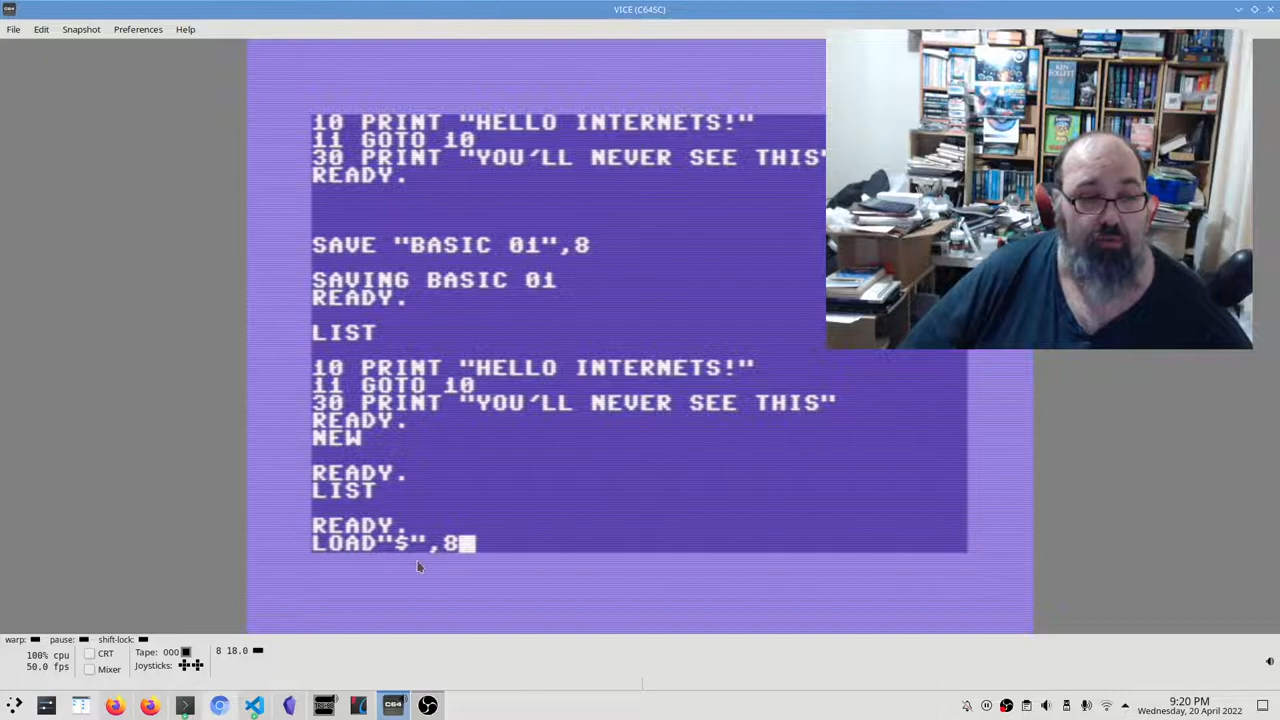 VICE (C64SC)
File Edit Snapshot Preferences Help
10 PRINT "HELLO INTERNETS!"
11 GOTO 10
30 PRINT "YOU'LL NEVER SEE THIS"
READY.
SAVE "BASIC 01",8
SAVING BASIC 01
READY.
LIST
10 PRINT "HELLO INTERNETS!"
11 GOTO 10
30 PRINT "YOU'LL NEVER SEE THIS"
READY.
NEW
READY.
LIST
READY.
LOAD"$",8
KEN
FOLLETT
warp: pause: shift-lock:
100% cpu
50.0 fps
CRT
Mixer
Tape: 000
Joysticks:
8 18.0
C64
9:20 PM
Wednesday, 20 April 2022